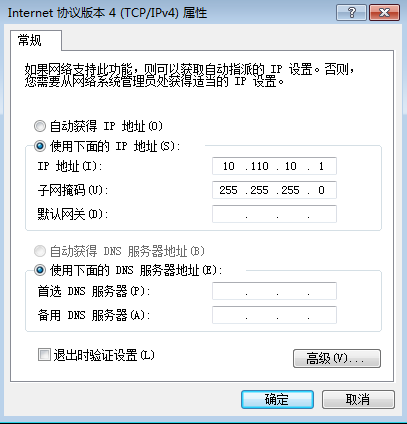 Internet 协议版本 4 (TCP/IPv4) 属性
常规
如果网络支持此功能，则可以获取自动指派的 IP 设置。否则，
您需要从网络系统管理员处获得适当的 IP 设置。
自动获得 IP 地址(O)
使用下面的 IP 地址(S):
IP 地址(I): 10 .110 . 10 . 1
子网掩码(U): 255 .255 .255 . 0
默认网关(D): . . .
自动获得 DNS 服务器地址(B)
使用下面的 DNS 服务器地址(E):
首选 DNS 服务器(P): . . .
备用 DNS 服务器(A): . . .
退出时验证设置(L)
高级(V)...
确定 取消